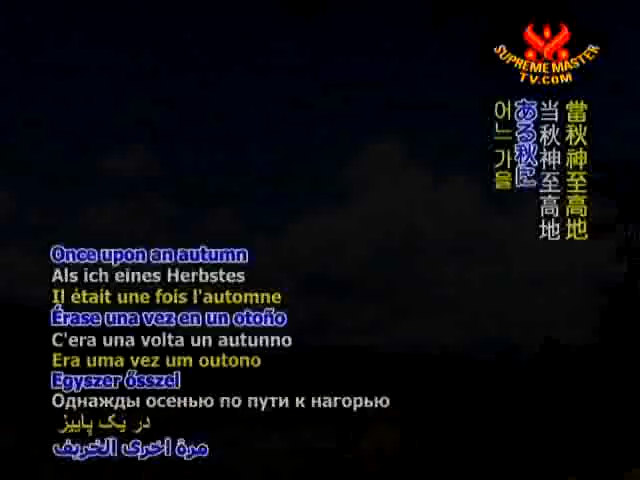 SUPREME MASTER
TV.COM
當秋神至高地
当秋神至高地
ある秋に
어느 가을
Once upon an autumn
Als ich eines Herbstes
Il était une fois l'automne
Érase una vez en un otoño
C'era una volta un autunno
Era uma vez um outono
Egyszer ősszel
Однажды осенью по пути к нагорью
در یک پاییز
مرة اخرى الخريف